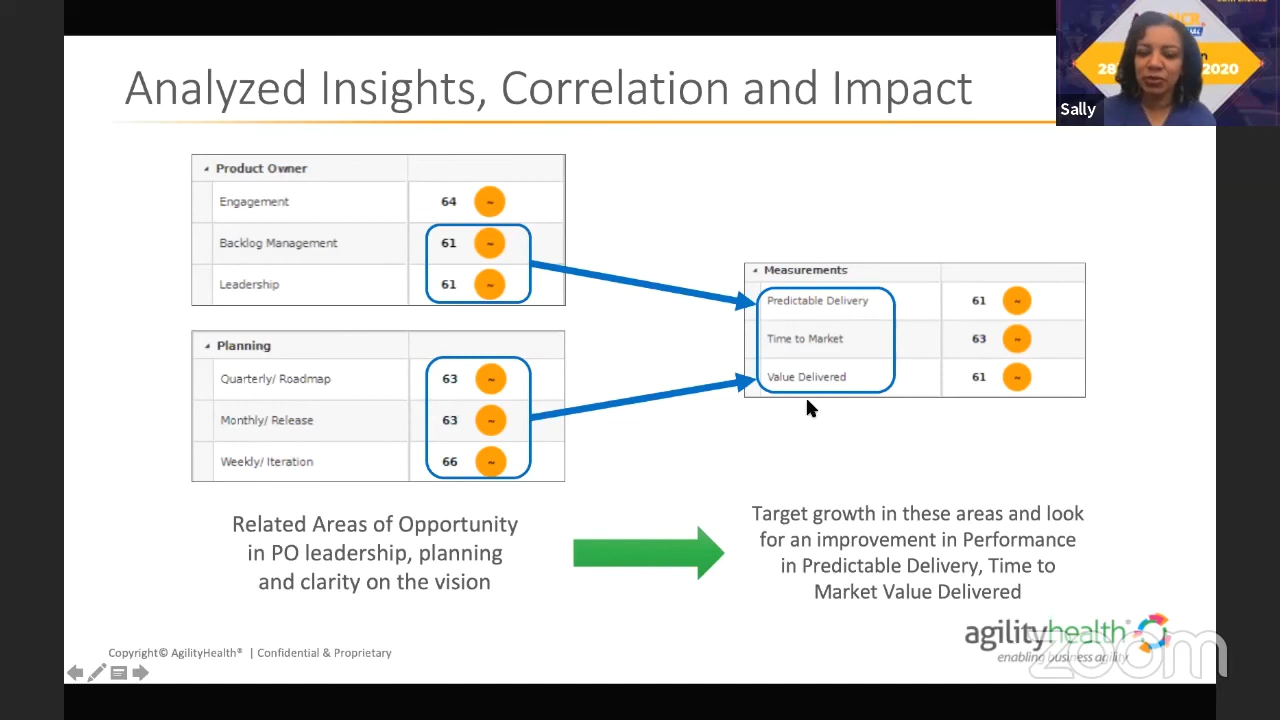 Analyzed Insights, Correlation and Impact
28
2020
Sally
Product Owner
Engagement 64 ~
Backlog Management 61 ~
Leadership 61 ~
Planning
Quarterly/ Roadmap 63 ~
Monthly/ Release 63 ~
Weekly/ Iteration 66 ~
Measurements
Predictable Delivery 61 ~
Time to Market 63 ~
Value Delivered 61 ~
Related Areas of Opportunity
in PO leadership, planning
and clarity on the vision
Target growth in these areas and look
for an improvement in Performance
in Predictable Delivery, Time to
Market Value Delivered
agilityhealth®
enabling business agility
zoom
Copyright© AgilityHealth® | Confidential & Proprietary